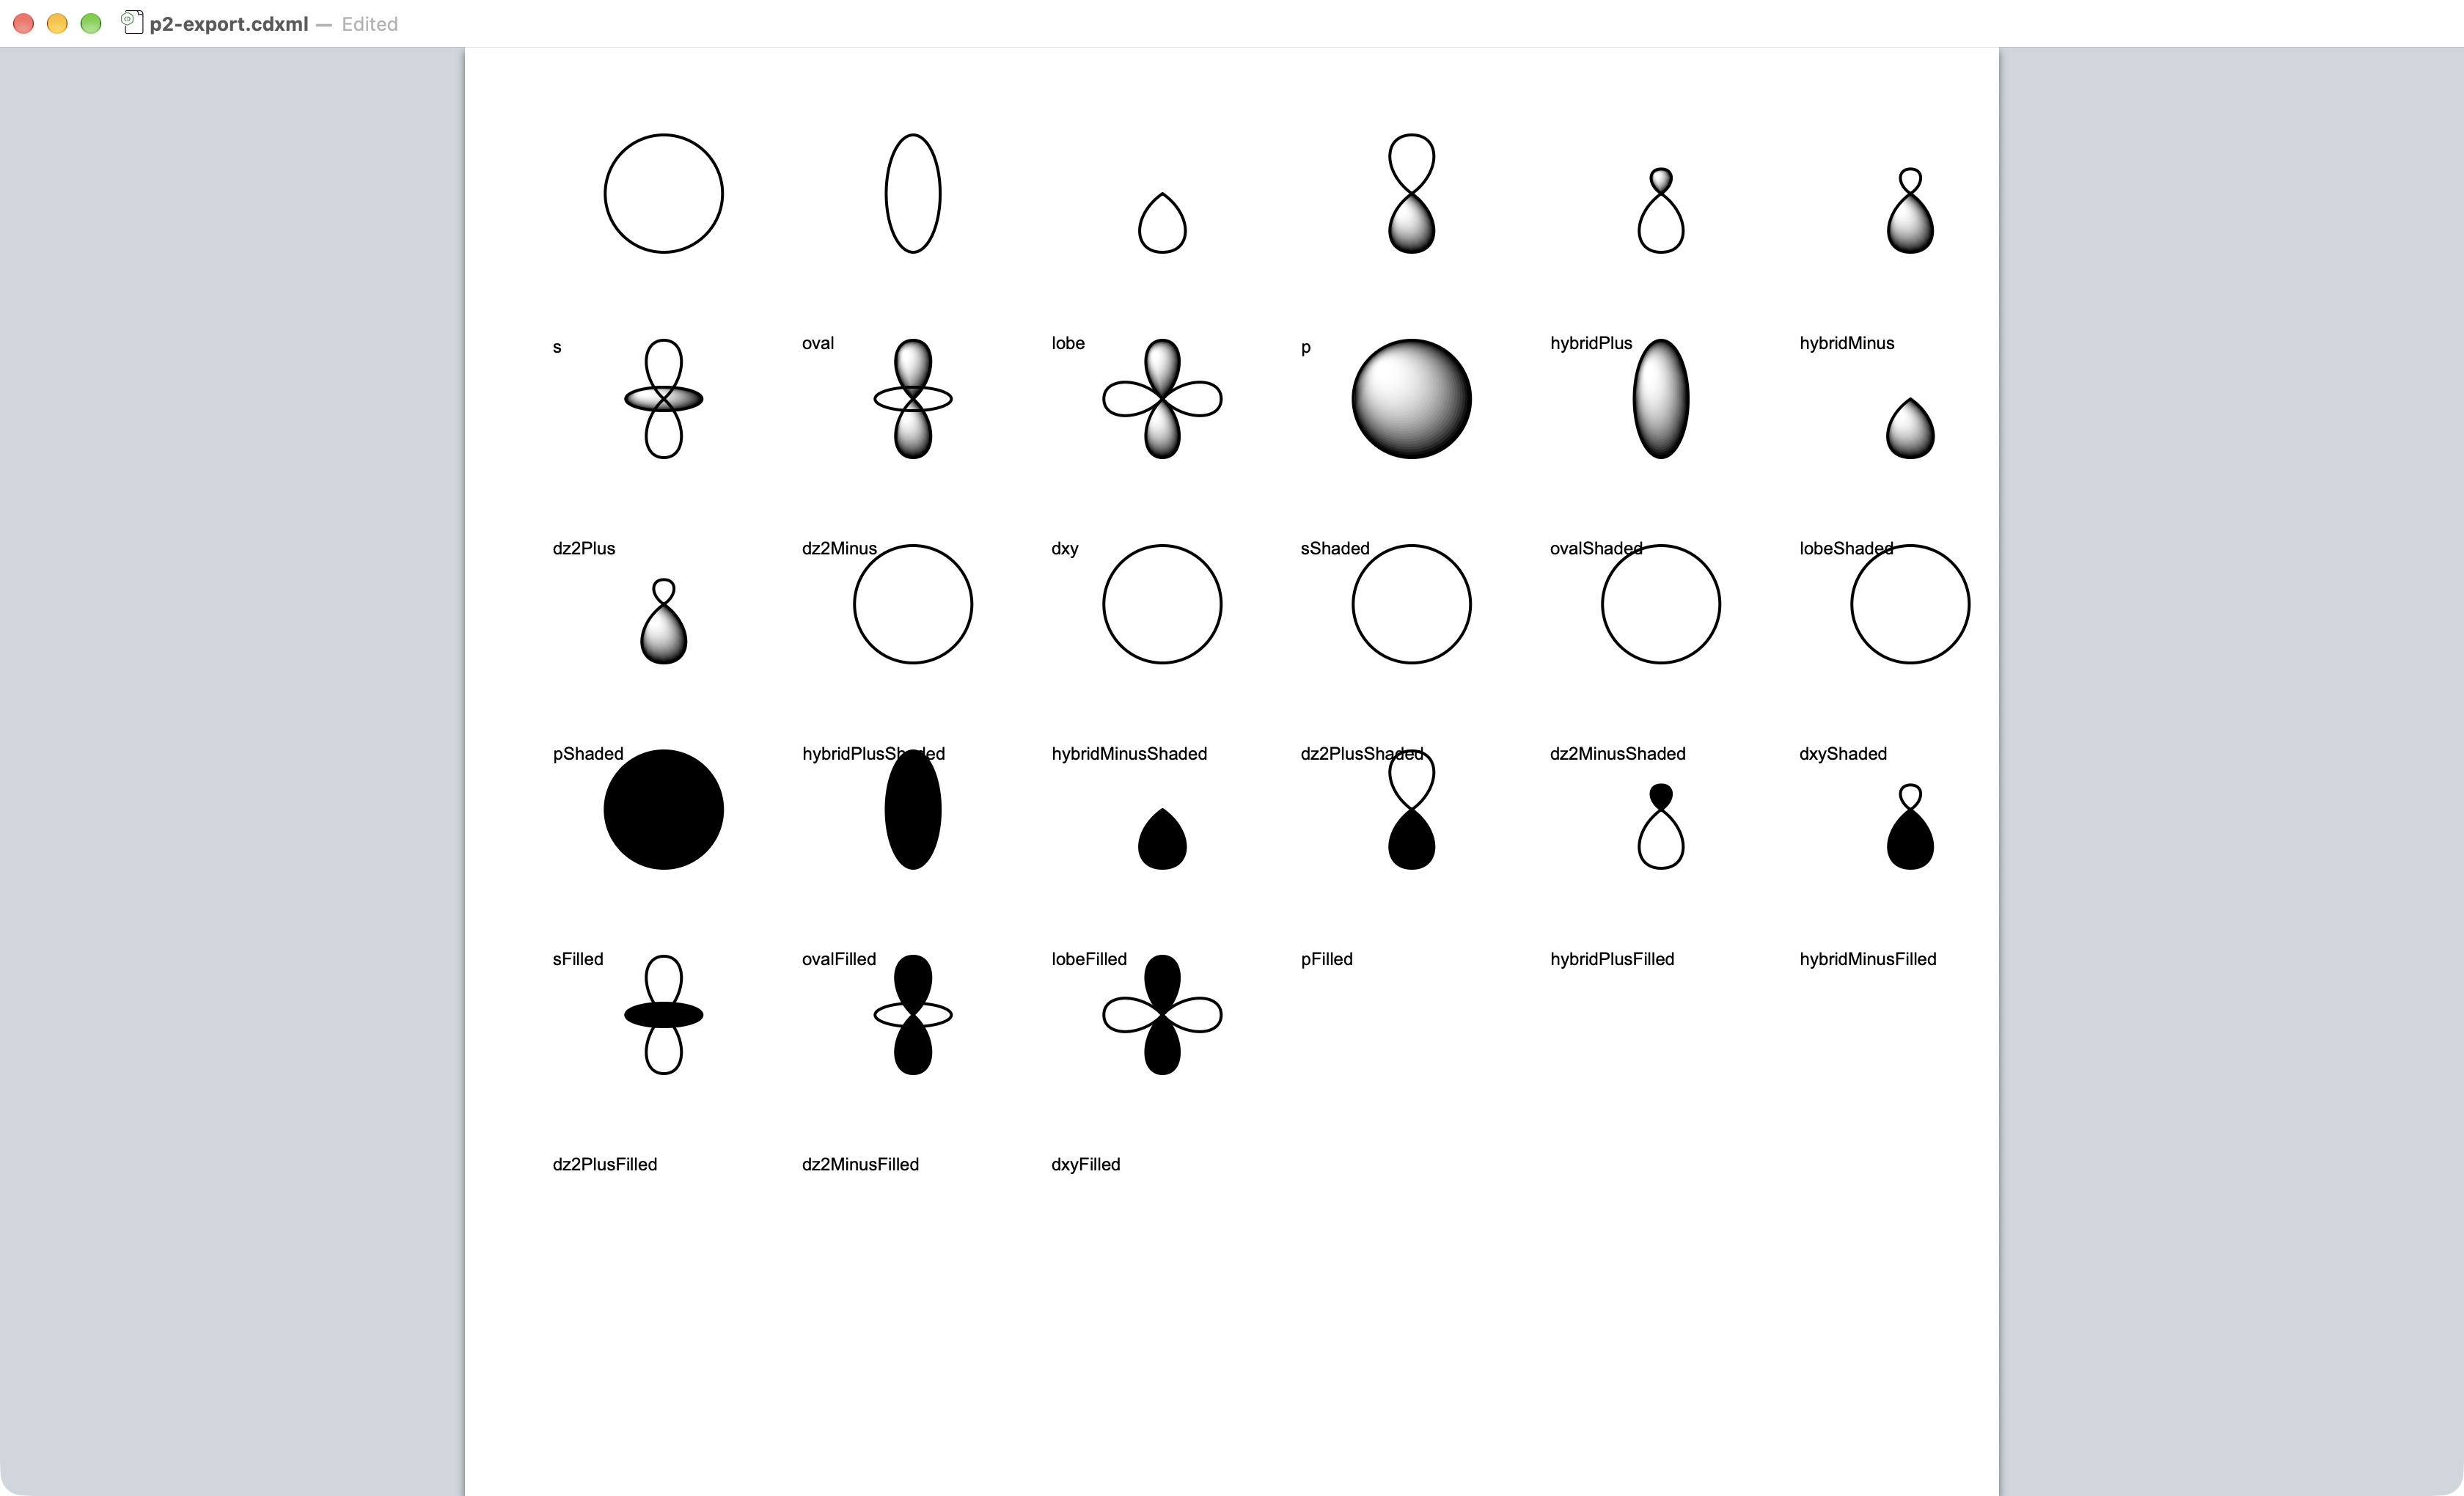 p2-export.cdxml — Edited
s oval lobe p hybridPlus hybridMinus
dz2Plus dz2Minus dxy sShaded ovalShaded lobeShaded
pShaded hybridPlusShaded hybridMinusShaded dz2PlusShaded dz2MinusShaded dxyShaded
sFilled ovalFilled lobeFilled pFilled hybridPlusFilled hybridMinusFilled
dz2PlusFilled dz2MinusFilled dxyFilled